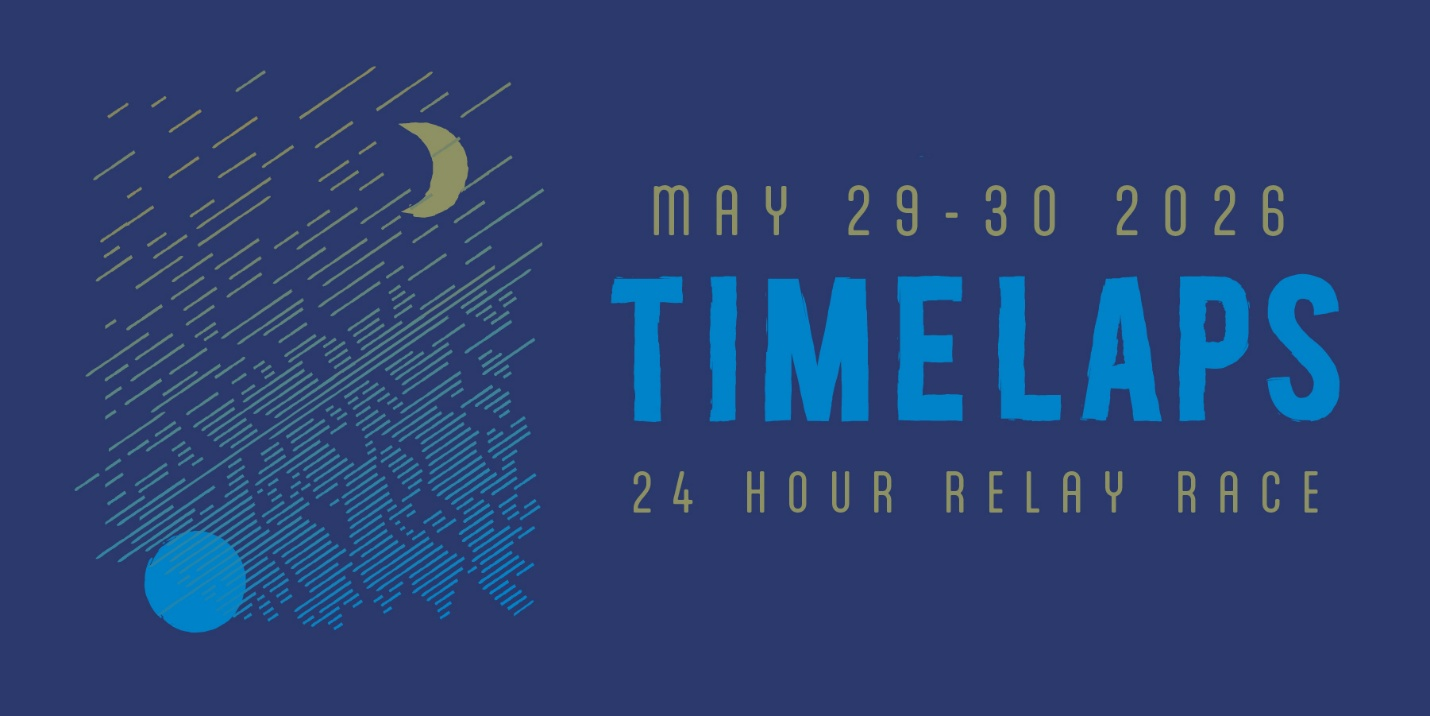 MAY 29-30 2026
TIMELAPS
24 HOUR RELAY RACE